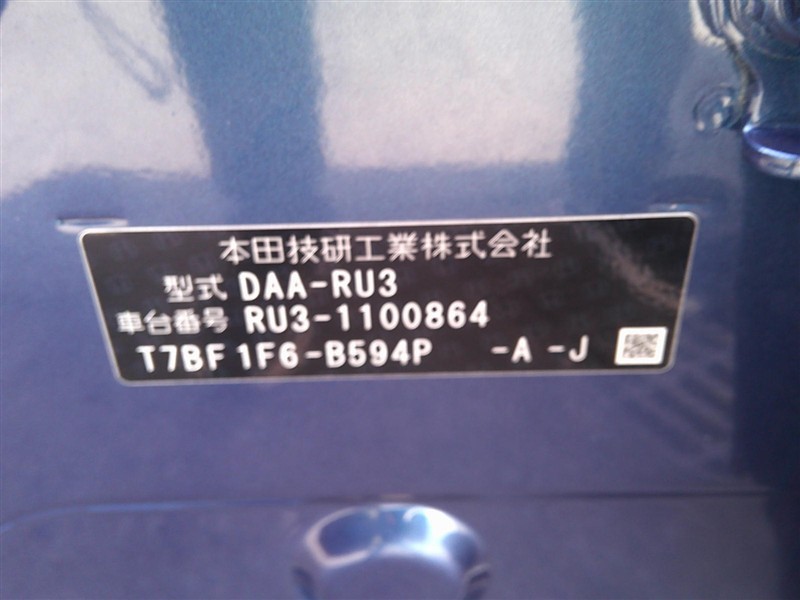 本田技研工業株式会社
型式 DAA-RU3
車台番号 RU3-1100864
T7BF 1F6-B594P -A -J